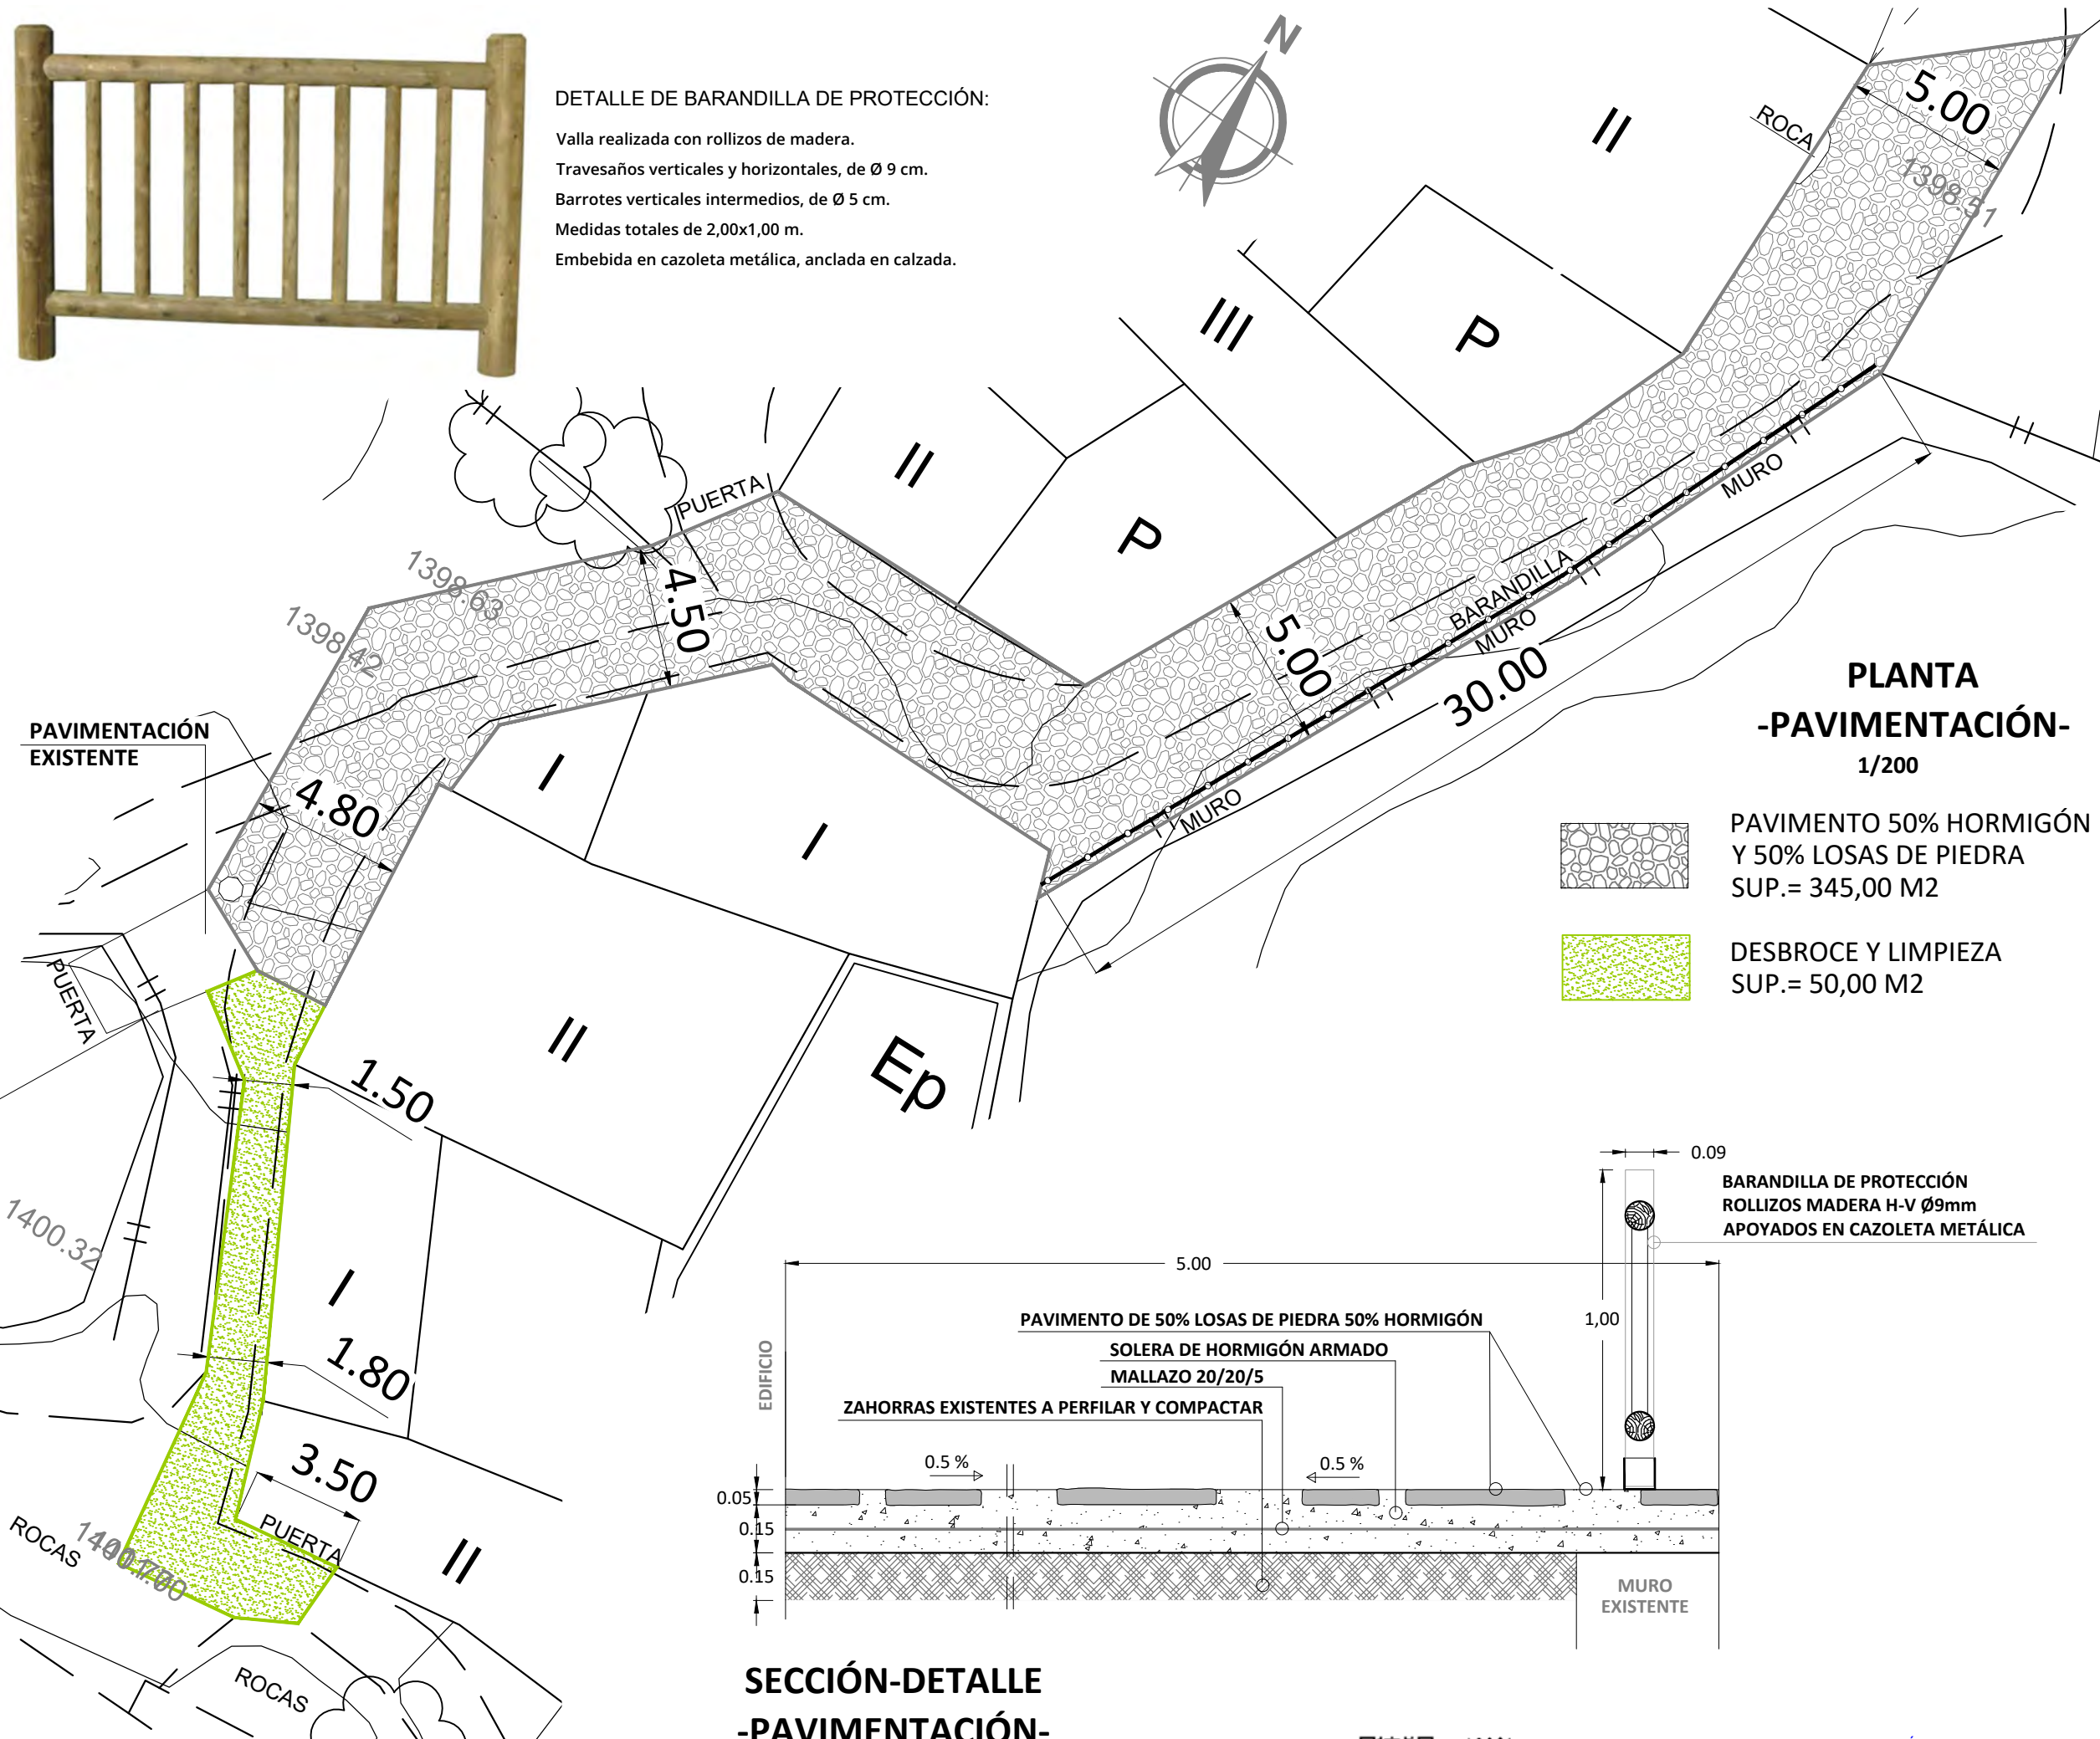 DETALLE DE BARANDILLA DE PROTECCIÓN:
Valla realizada con rollizos de madera.
Travesaños verticales y horizontales, de Ø 9 cm.
Barrotes verticales intermedios, de Ø 5 cm.
Medidas totales de 2,00x1,00 m.
Embebida en cazoleta metálica, anclada en calzada.
N
II
ROCA
5.00
1398.51
III
P
II
P
PUERTA
1398.63
1398.42
4.50
5.00
BARANDILLA
MURO
MURO
MURO
30.00
PAVIMENTACIÓN
EXISTENTE
4.80
I
I
II
Ep
PUERTA
1.50
1400.32
I
1.80
3.50
PUERTA
II
ROCAS
ROCAS
PLANTA
-PAVIMENTACIÓN-
1/200
PAVIMENTO 50% HORMIGÓN
Y 50% LOSAS DE PIEDRA
SUP.= 345,00 M2
DESBROCE Y LIMPIEZA
SUP.= 50,00 M2
0.09
BARANDILLA DE PROTECCIÓN
ROLLIZOS MADERA H-V Ø9mm
APOYADOS EN CAZOLETA METÁLICA
5.00
1,00
EDIFICIO
PAVIMENTO DE 50% LOSAS DE PIEDRA 50% HORMIGÓN
SOLERA DE HORMIGÓN ARMADO
MALLAZO 20/20/5
ZAHORRAS EXISTENTES A PERFILAR Y COMPACTAR
0.5 %
0.5 %
0.05
0.15
0.15
MURO
EXISTENTE
SECCIÓN-DETALLE
-PAVIMENTACIÓN-